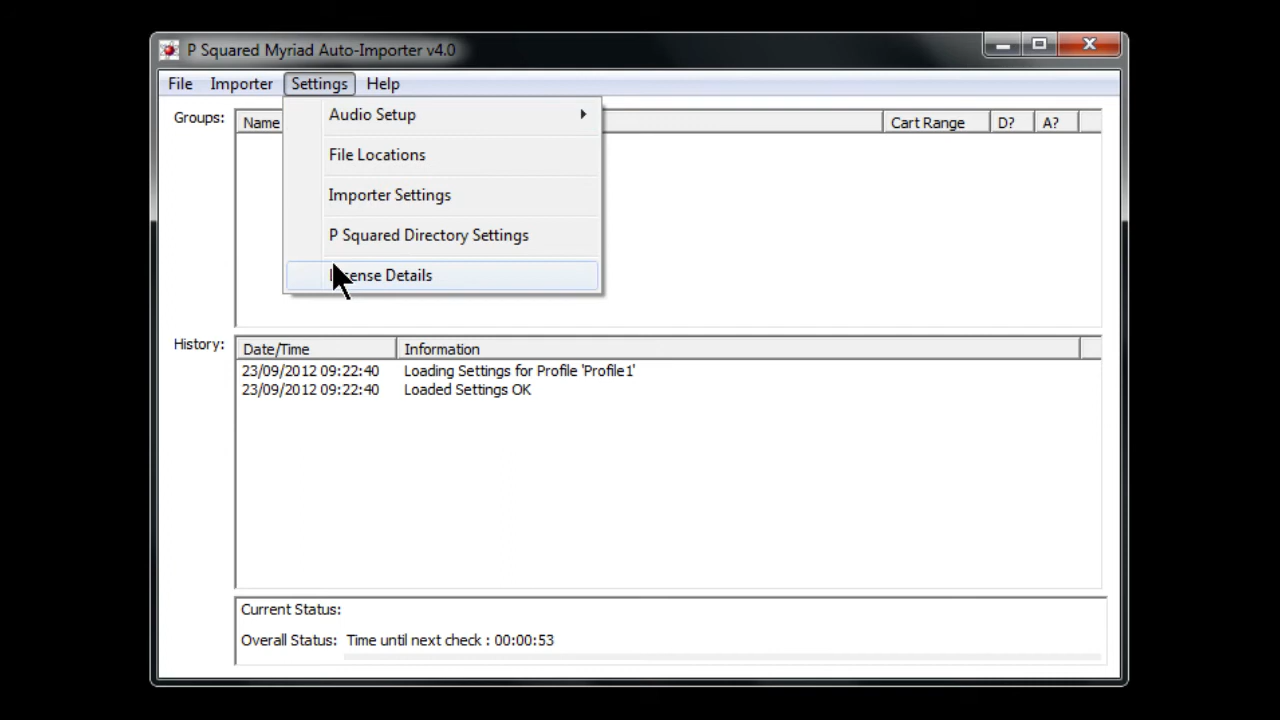 P Squared Myriad Auto-Importer v4.0
File Importer Settings Help
Groups:
Name Cart Range D? A?
Audio Setup
File Locations
Importer Settings
P Squared Directory Settings
Details
History:
Date/Time Information
23/09/2012 09:22:40 Loading Settings for Profile 'Profile1'
23/09/2012 09:22:40 Loaded Settings OK
Current Status:
Overall Status: Time until next check : 00:00:53